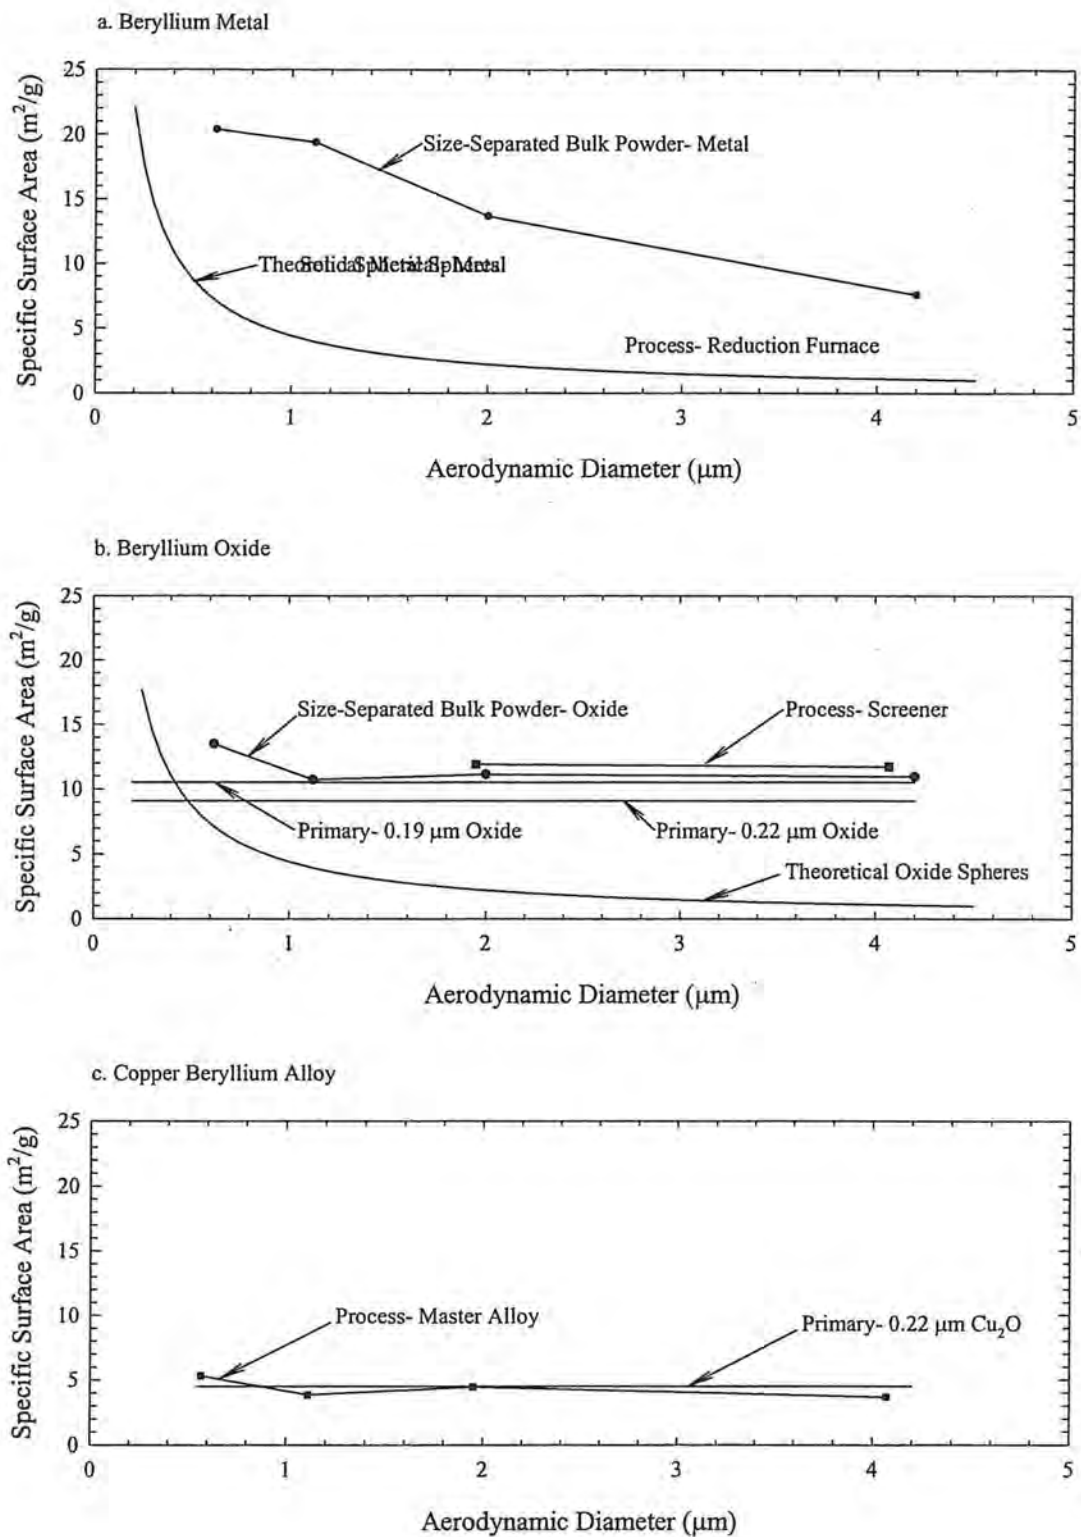 a. Beryllium Metal
Specific Surface Area (m²/g)
25
20
15
10
5
0
Size-Separated Bulk Powder- Metal
Process- Reduction Furnace
0 1 2 3 4 5
Aerodynamic Diameter (μm)
b. Beryllium Oxide
Specific Surface Area (m²/g)
25
20
15
10
5
0
Size-Separated Bulk Powder- Oxide
Process- Screener
Primary- 0.19 μm Oxide
Primary- 0.22 μm Oxide
Theoretical Oxide Spheres
0 1 2 3 4 5
Aerodynamic Diameter (μm)
c. Copper Beryllium Alloy
Specific Surface Area (m²/g)
25
20
15
10
5
0
Process- Master Alloy
Primary- 0.22 μm Cu₂O
0 1 2 3 4 5
Aerodynamic Diameter (μm)